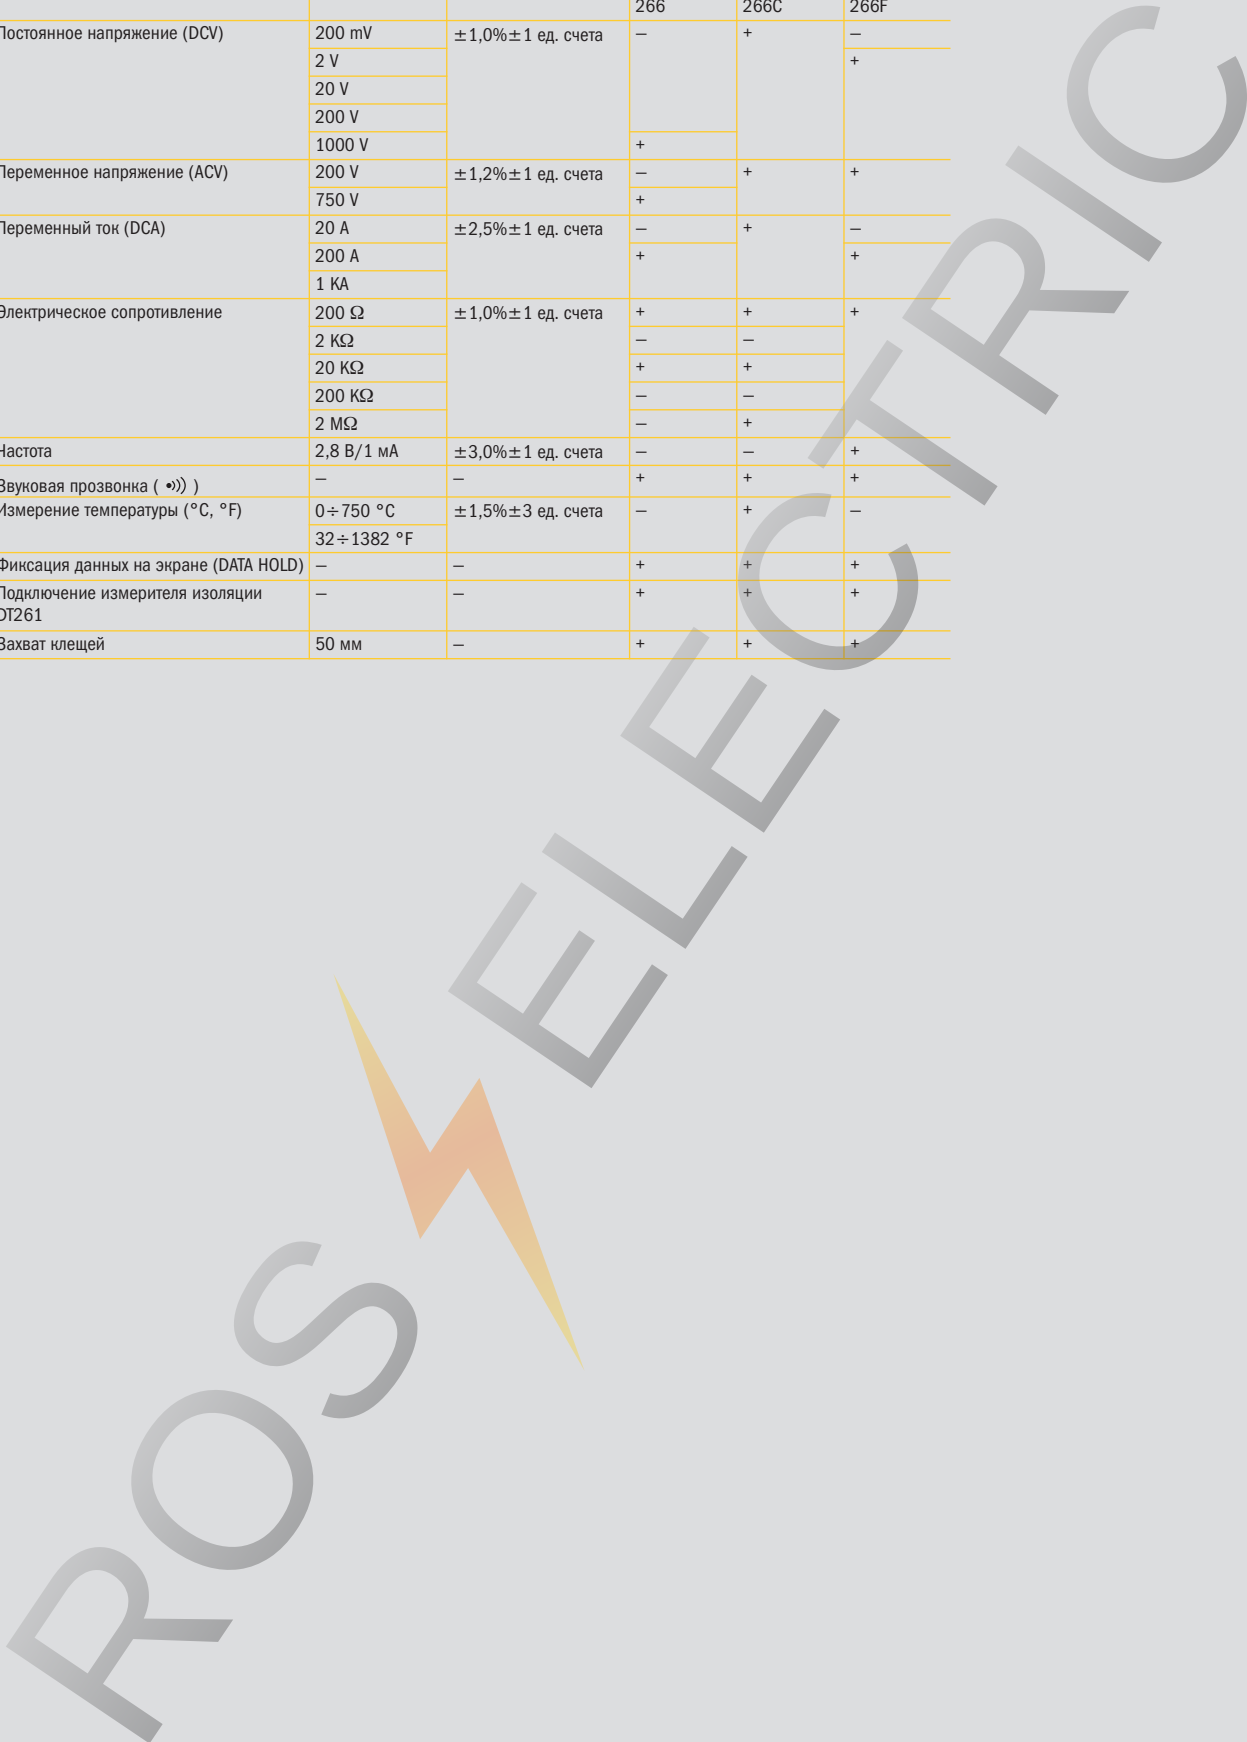 266 266C 266F
Постоянное напряжение (DCV) 200 mV ±1,0%±1 ед. счета – + –
2 V +
20 V
200 V
1000 V +
Переменное напряжение (ACV) 200 V ±1,2%±1 ед. счета – + +
750 V +
Переменный ток (DCA) 20 A ±2,5%±1 ед. счета – + –
200 A + +
1 KA
Электрическое сопротивление 200 Ω ±1,0%±1 ед. счета + + +
2 KΩ – –
20 KΩ + +
200 KΩ – –
2 MΩ – +
Частота 2,8 В/1 мА ±3,0%±1 ед. счета – – +
Звуковая прозвонка ( •))) ) – – + + +
Измерение температуры (°C, °F) 0÷750 °C ±1,5%±3 ед. счета – + –
32÷1382 °F
Фиксация данных на экране (DATA HOLD) – – + + +
Подключение измерителя изоляции – – + + +
DT261
Захват клещей 50 мм – + + +
ROS ELECTRIC